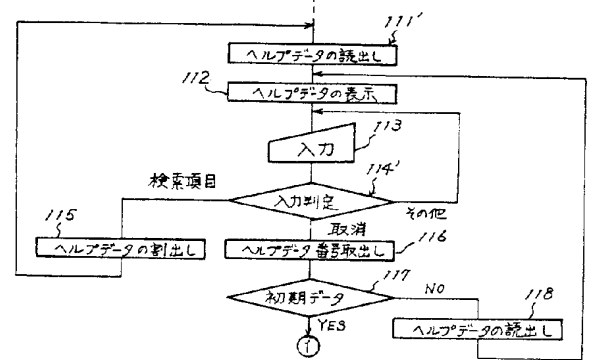 111'
ヘルプデータの読出し
112
ヘルプデータの表示
113
入力
114'
検索項目
入力判定
その他
115
取消
ヘルプデータの割出し
ヘルプデータ番号取出し
116
117
初期データ
NO
118
YES
ヘルプデータの読出し
1